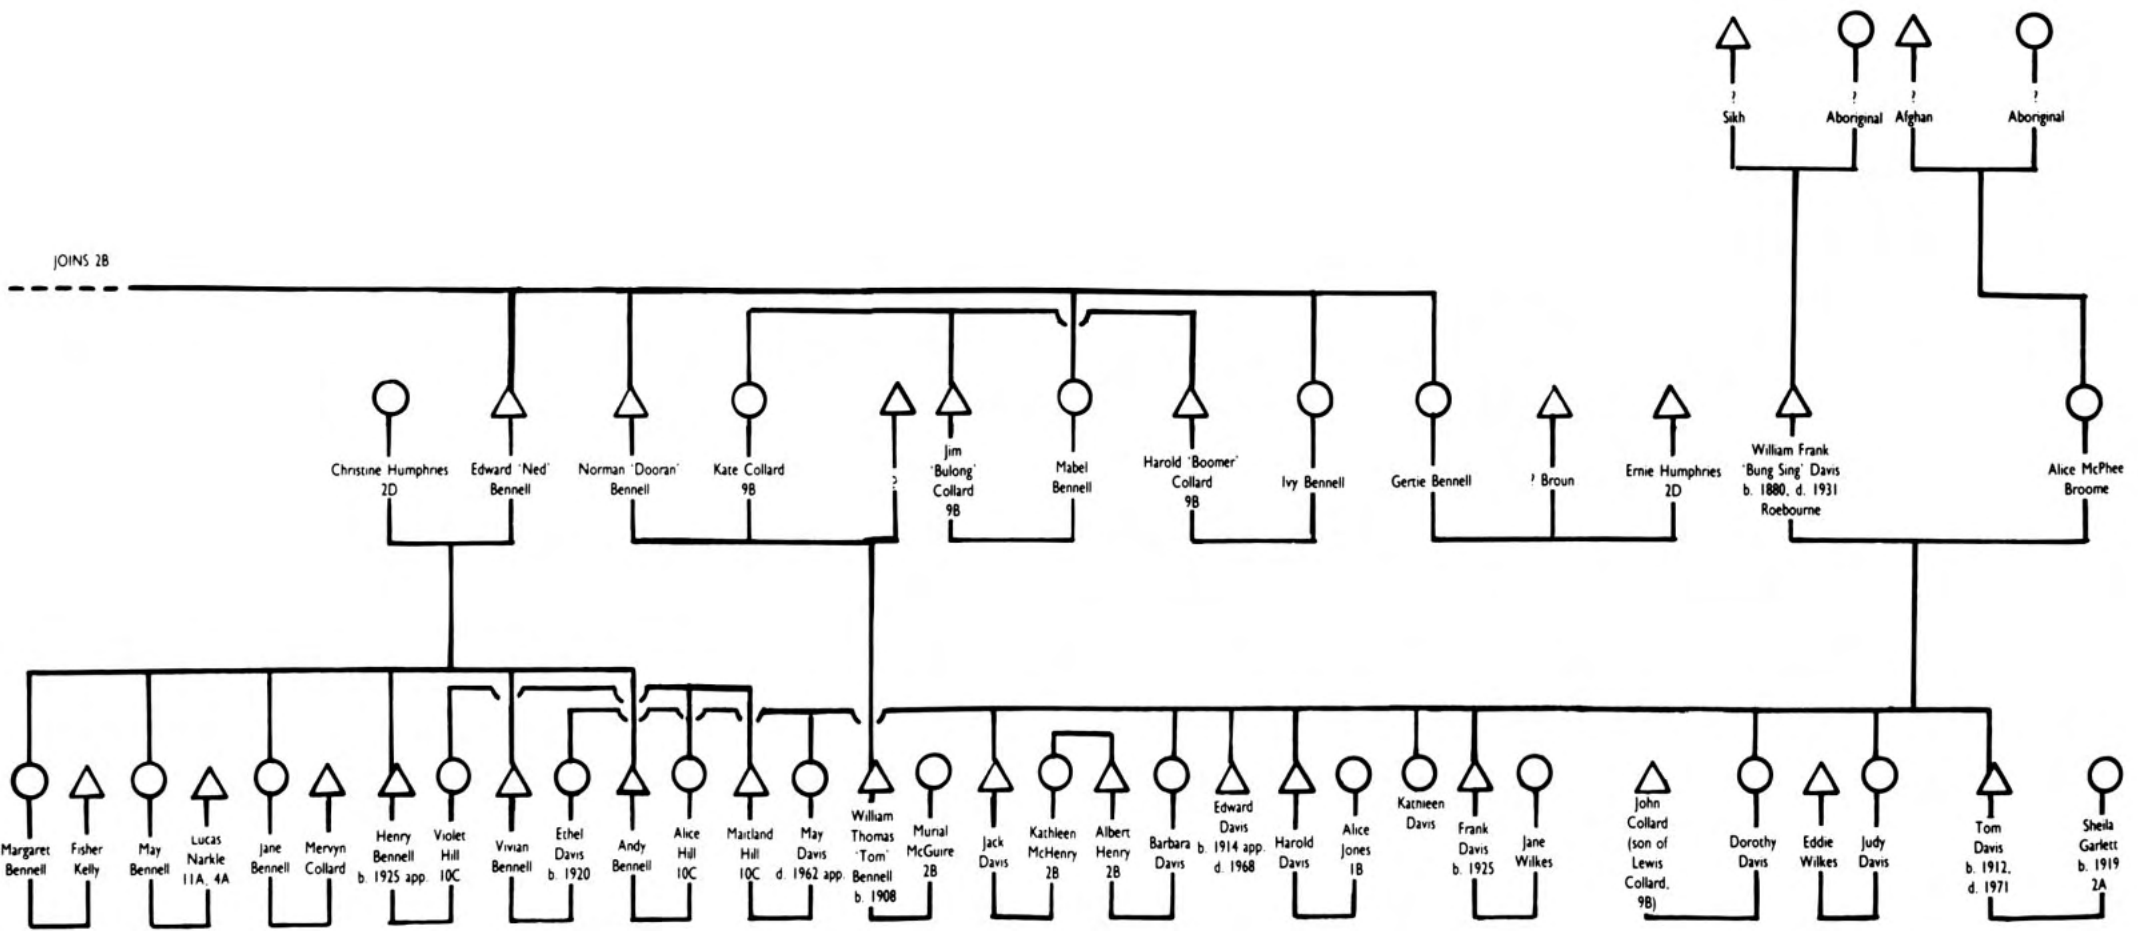 ?
Sikh
?
Aboriginal
?
Afghan
?
Aboriginal
JOINS 2B
Christine Humphries
2D
Edward 'Ned'
Bennell
Norman 'Dooran'
Bennell
Kate Collard
9B
?
Jim
'Bulong'
Collard
9B
Mabel
Bennell
Harold 'Boomer'
Collard
9B
Ivy Bennell
Gertie Bennell
? Broun
Ernie Humphries
2D
William Frank
'Bung Sing' Davis
b. 1880, d. 1931
Roebourne
Alice McPhee
Broome
Margaret
Bennell
Fisher
Kelly
May
Bennell
Lucas
Narkle
11A, 4A
Jane
Bennell
Mervyn
Collard
Henry
Bennell
b. 1925 app.
Violet
Hill
10C
Vivian
Bennell
Ethel
Davis
b. 1920
Andy
Bennell
Alice
Hill
10C
Maitland
Hill
10C
May
Davis
d. 1962 app.
William
Thomas
'Tom'
Bennell
b. 1908
Murial
McGuire
2B
Jack
Davis
Kathleen
McHenry
2B
Albert
Henry
2B
Barbara
Davis
Edward
Davis
b. 1914 app.
d. 1968
Harold
Davis
Alice
Jones
1B
Kathleen
Davis
Frank
Davis
b. 1925
Jane
Wilkes
John
Collard
(son of
Lewis
Collard,
9B)
Dorothy
Davis
Eddie
Wilkes
Judy
Davis
Tom
Davis
b. 1912,
d. 1971
Sheila
Garlett
b. 1919
2A